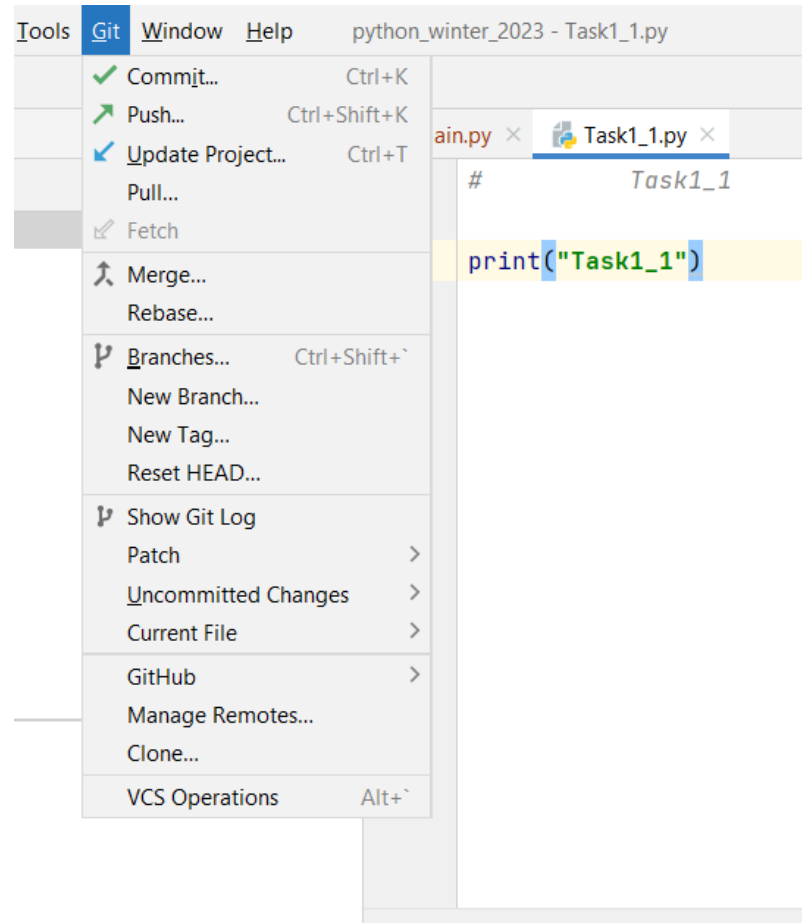 Tools Git Window Help python_winter_2023 - Task1_1.py
Commit... Ctrl+K
Push... Ctrl+Shift+K
Update Project... Ctrl+T
Pull...
Fetch
Merge...
Rebase...
Branches... Ctrl+Shift+`
New Branch...
New Tag...
Reset HEAD...
Show Git Log
Patch
Uncommitted Changes
Current File
GitHub
Manage Remotes...
Clone...
VCS Operations Alt+`
ain.py Task1_1.py
# Task1_1
print("Task1_1")